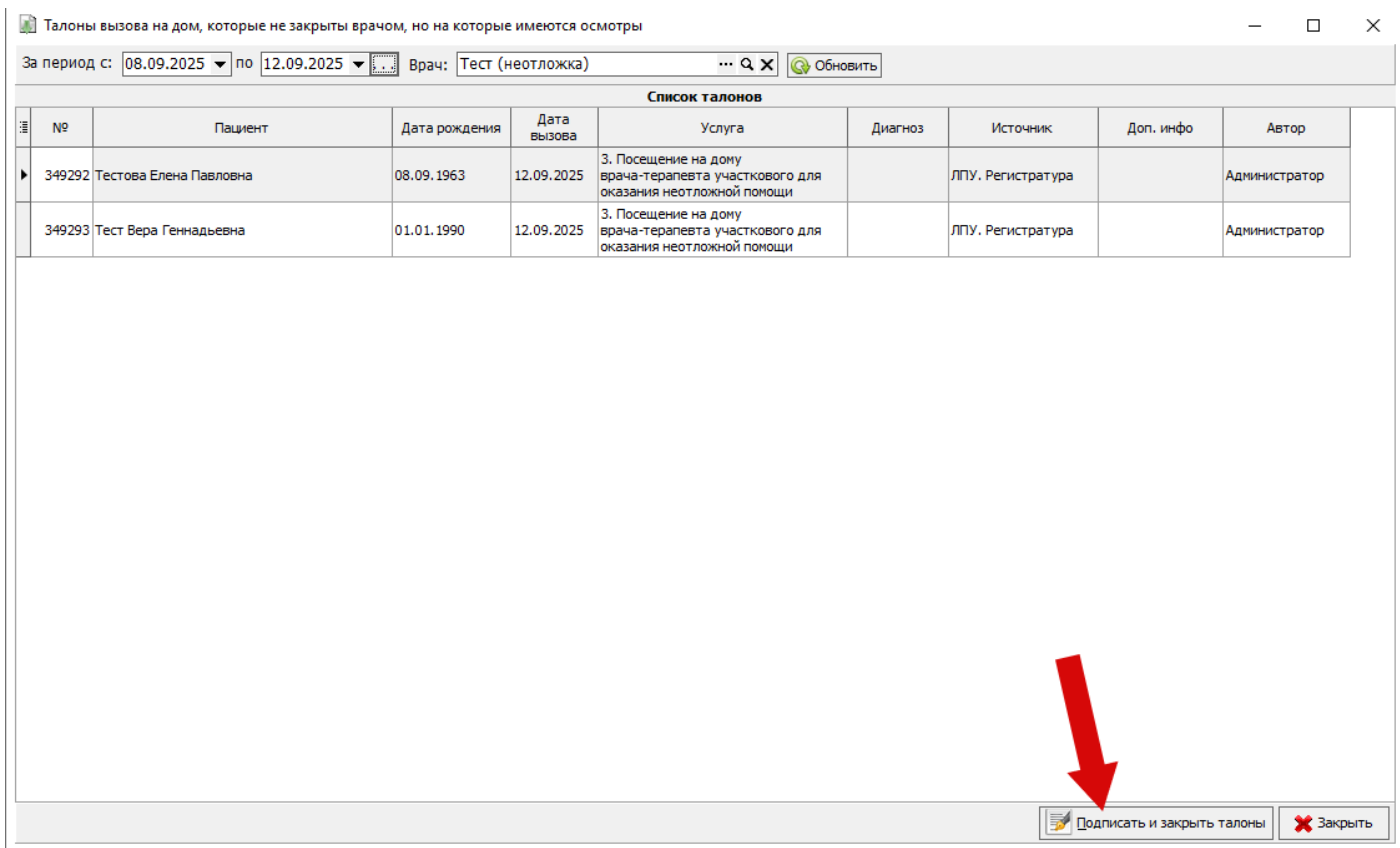 Талоны вызова на дом, которые не закрыты врачом, но на которые имеются осмотры
За период с: 08.09.2025 по 12.09.2025 ... Врач: Тест (неотложка) ... Обновить
Список талонов
№ Пациент Дата рождения Дата вызова Услуга Диагноз Источник Доп. инфо Автор
349292 Тестова Елена Павловна 08.09.1963 12.09.2025 3. Посещение на дому врача-терапевта участкового для оказания неотложной помощи ЛПУ. Регистратура Администратор
349293 Тест Вера Геннадьевна 01.01.1990 12.09.2025 3. Посещение на дому врача-терапевта участкового для оказания неотложной помощи ЛПУ. Регистратура Администратор
Подписать и закрыть талоны Закрыть